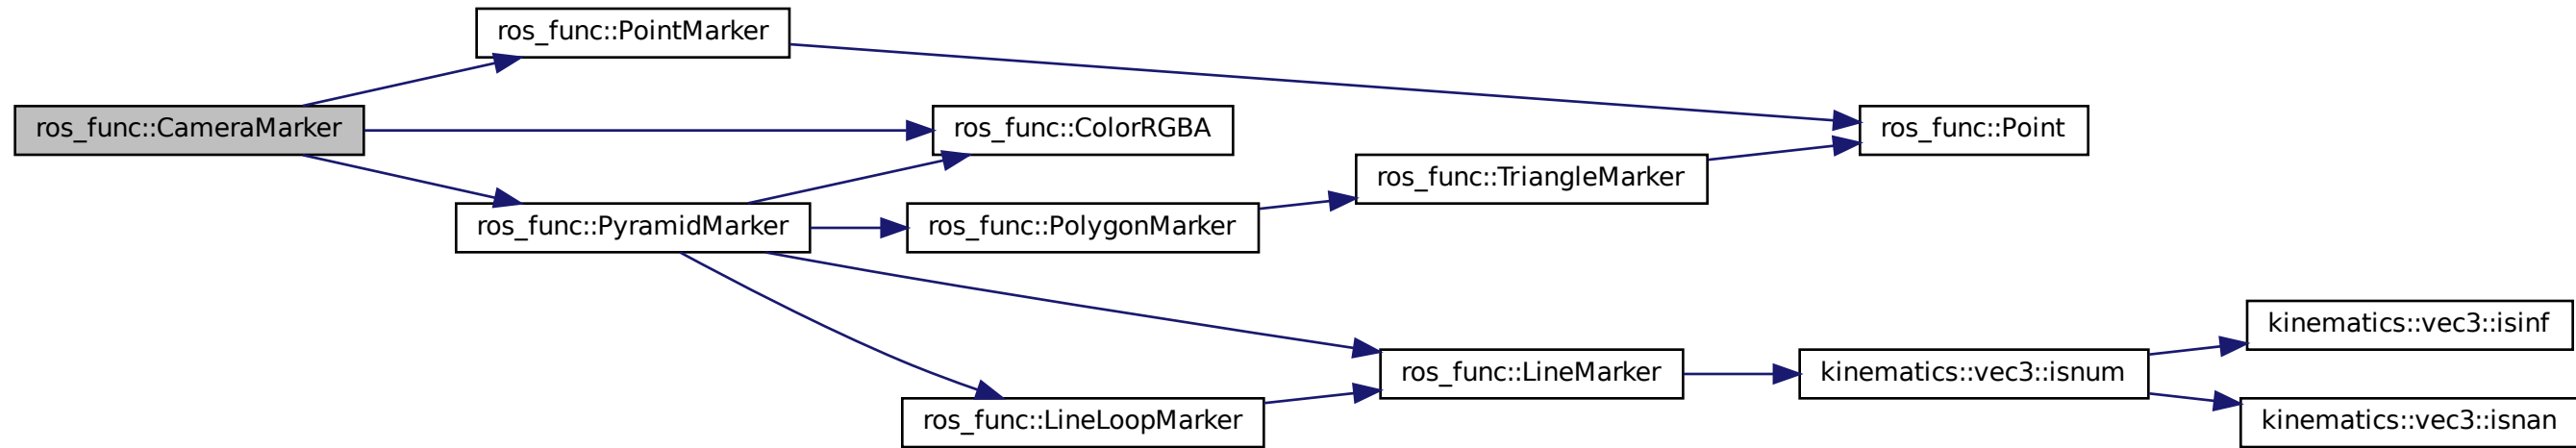 ros_func::PointMarker
ros_func::CameraMarker
ros_func::ColorRGBA
ros_func::Point
ros_func::TriangleMarker
ros_func::PyramidMarker
ros_func::PolygonMarker
kinematics::vec3::isinf
ros_func::LineMarker
kinematics::vec3::isnum
ros_func::LineLoopMarker
kinematics::vec3::isnan